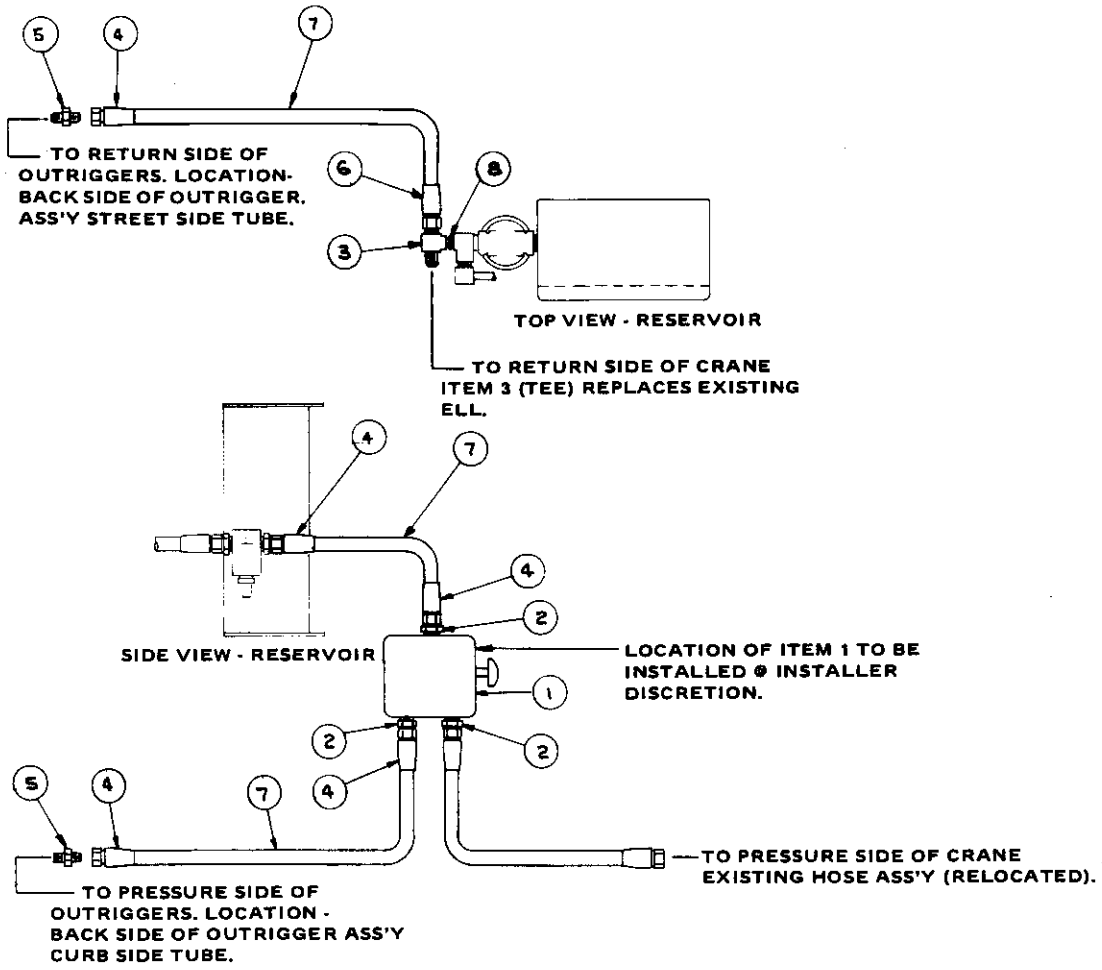 5
4
7
TO RETURN SIDE OF
OUTRIGGERS. LOCATION-
BACK SIDE OF OUTRIGGER.
ASS'Y STREET SIDE TUBE.
6
8
3
TOP VIEW - RESERVOIR
TO RETURN SIDE OF CRANE
ITEM 3 (TEE) REPLACES EXISTING
ELL.
4
7
4
2
SIDE VIEW - RESERVOIR
LOCATION OF ITEM 1 TO BE
INSTALLED @ INSTALLER
DISCRETION.
1
2
2
5
4
7
4
TO PRESSURE SIDE OF CRANE
EXISTING HOSE ASS'Y (RELOCATED).
TO PRESSURE SIDE OF
OUTRIGGERS. LOCATION -
BACK SIDE OF OUTRIGGER ASS'Y
CURB SIDE TUBE.